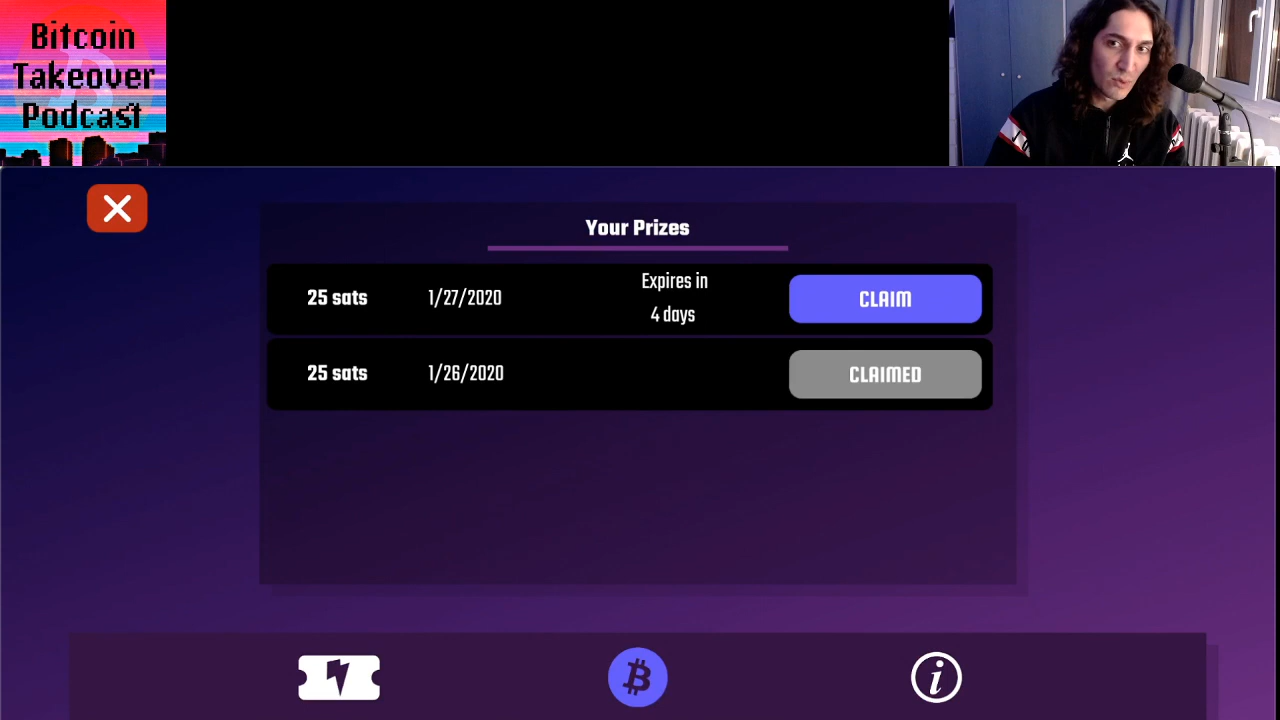 Bitcoin
Takeover
Podcast
Your Prizes
25 sats 1/27/2020 Expires in 4 days CLAIM
25 sats 1/26/2020 CLAIMED